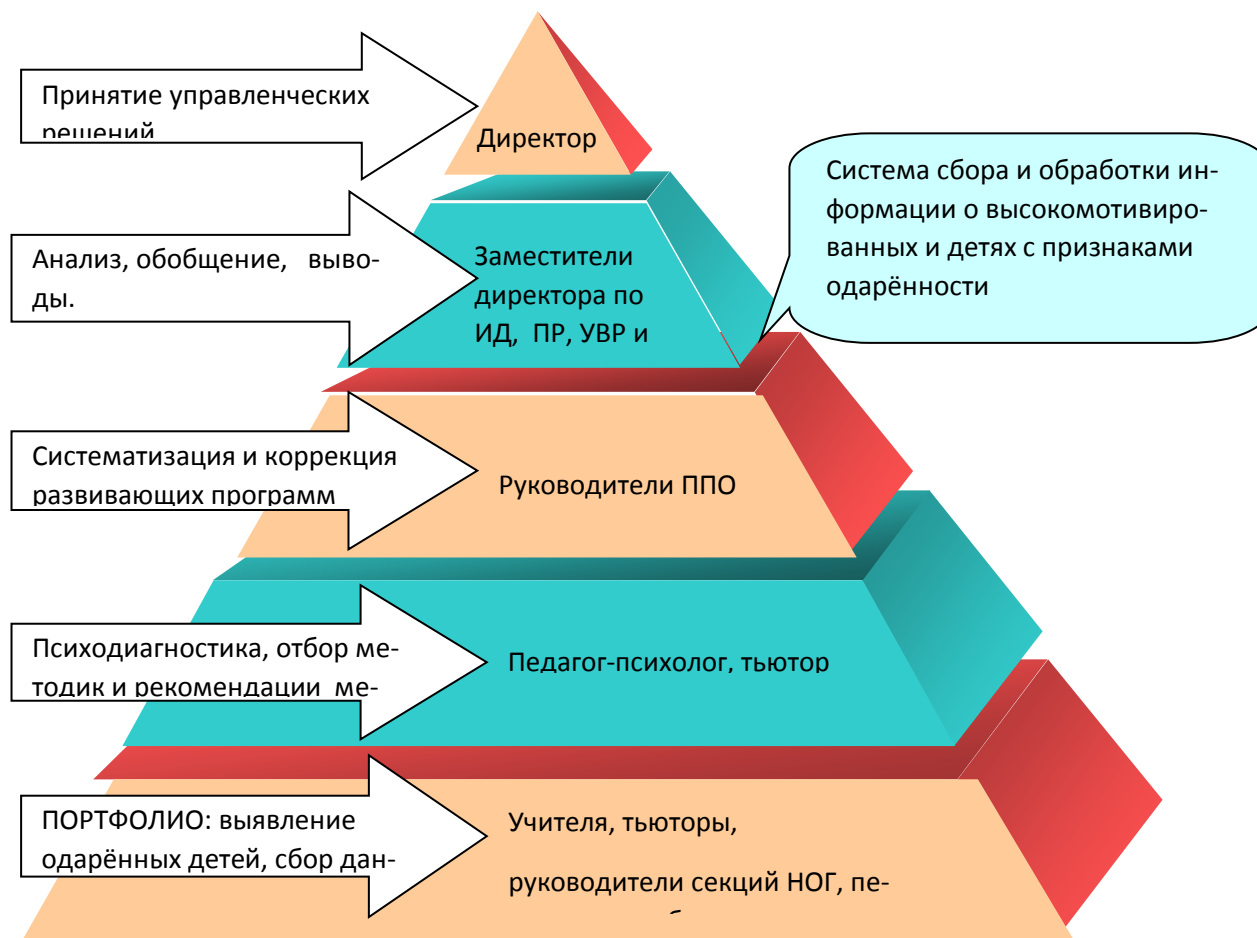 Принятие управленческих
решений
Директор
Система сбора и обработки ин-
формации о высокомотивиро-
ванных и детях с признаками
одарённости
Анализ, обобщение, выво-
ды.
Заместители
директора по
ИД, ПР, УВР и
Систематизация и коррекция
развивающих программ
Руководители ППО
Психодиагностика, отбор ме-
тодик и рекомендации ме-
Педагог-психолог, тьютор
ПОРТФОЛИО: выявление
одарённых детей, сбор дан-
Учителя, тьюторы,
руководители секций НОГ, пе-